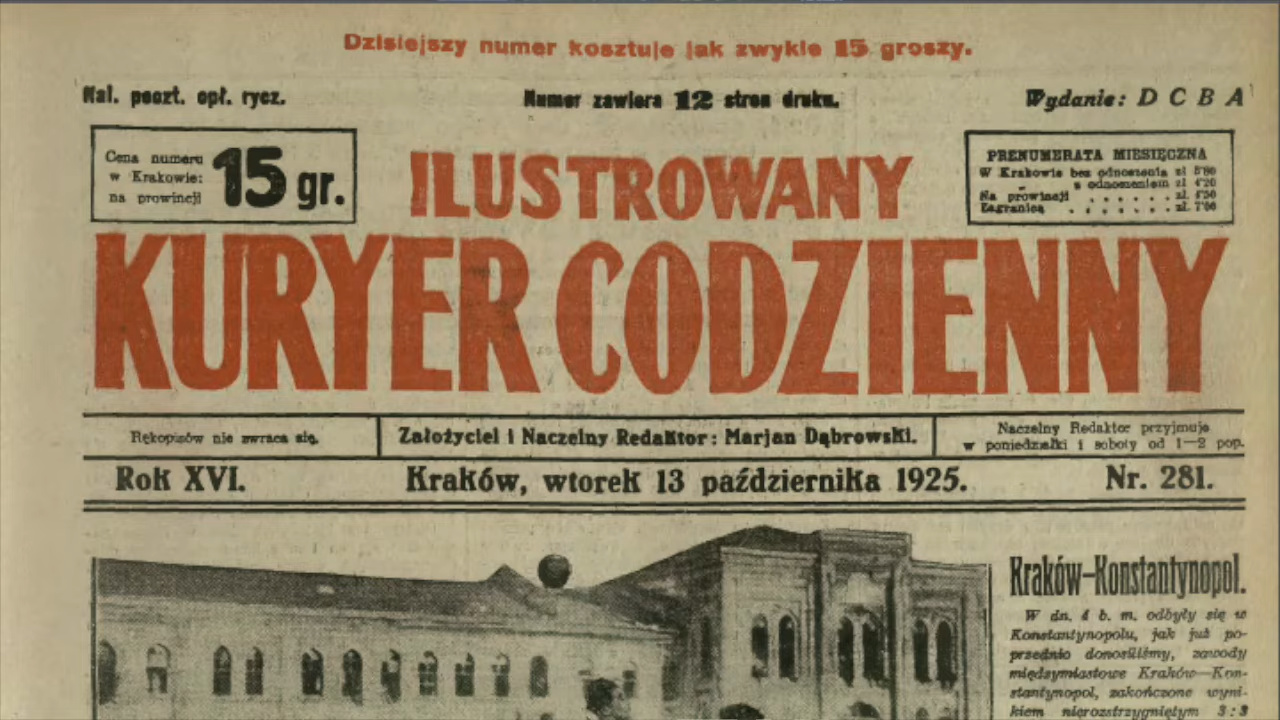 Dzisiejszy numer kosztuje jak zwykle 15 groszy.
Nal. poczt. opł. rycz.
Numer zawiera 12 stron druku.
Wydanie: D C B A
Cena numeru
w Krakowie:
na prowincji
15 gr.
ILUSTROWANY
KURYER CODZIENNY
PRENUMERATA MIESIĘCZNA
W Krakowie bez odnoszenia zł
z odnoszeniem zł 4'20
Na prowincji . . . . . . zł. 4'50
Zagranicą . . . . . . zł.
Rękopisów nie zwraca się.
Założyciel i Naczelny Redaktor: Marjan Dąbrowski.
Naczelny Redaktor przyjmuje
w poniedziałki i soboty od 1—2 pop.
Rok XVI.
Kraków, wtorek 13 października 1925.
Nr. 281.
Kraków–Konstantynopol.
W dn. 4 b. m. odbyły się w
Konstantynopolu, jak już po-
przednio donosiliśmy, zawody
międzymiastowe Kraków—Kon-
stantynopol, zakończone wyni-
kiem nierozstrzygniętym 3:3